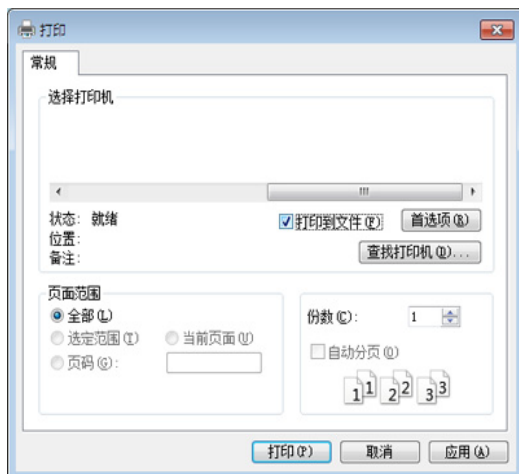 打印
常规
选择打印机
状态: 就绪
位置:
备注:
打印到文件(F) 首选项(R)
查找打印机(D)...
页面范围
全部(L)
选定范围(T) 当前页面(U)
页码(G):
份数(C): 1
自动分页(O)
1 1 2 2 3 3
打印(P) 取消 应用(A)